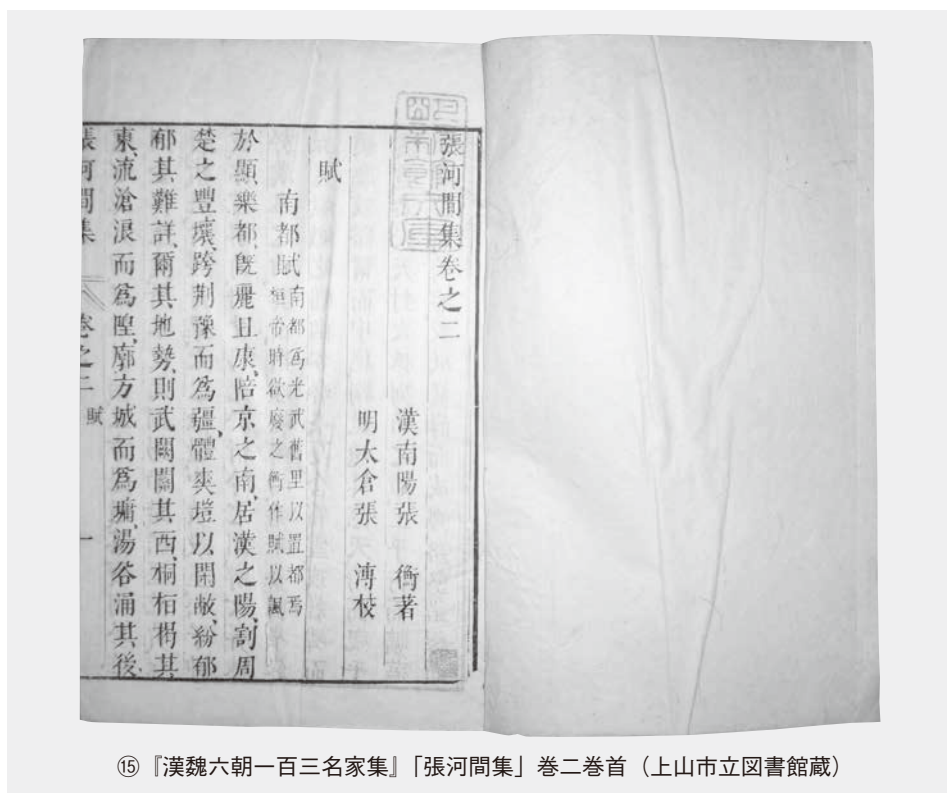 張河間集卷之二
漢南陽張　衡著
明太倉張　溥校
賦
南都賦南都爲光武舊里以置都焉
桓帝時欲廢之衡作賦以諷
於顯樂都、旣麗且康、陪京之南、居漢之陽、割周
楚之豐壤、跨荆豫而爲疆、體爽塏以閑敞、紛郁
郁其難詳、爾其地勢、則武闕關其西、桐栢揭其
東、流滄浪而爲隍、廓方城而爲墉、湯谷涌其後
張河間集　卷之二　賦　一
⑮『漢魏六朝一百三名家集』「張河間集」巻二巻首（上山市立図書館蔵）